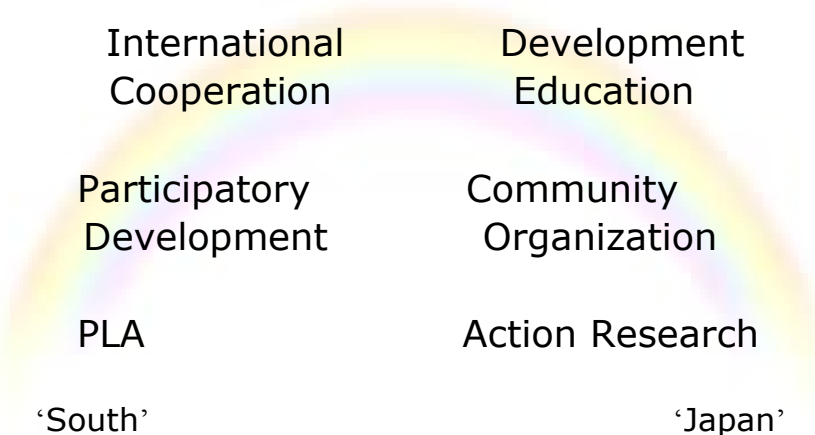 International Development
Cooperation Education
Participatory Community
Development Organization
PLA Action Research
‘South’ ‘Japan’